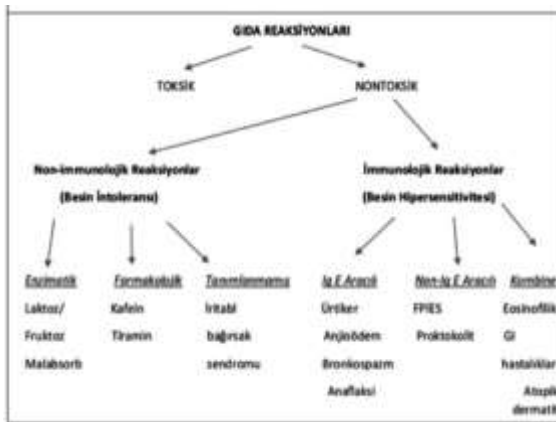 GIDA REAKSİYONLARI
TOKSİK
NONTOKSİK
Non-immunolojik Reaksiyonlar
(Besin İntoleransı)
İmmunolojik Reaksiyonlar
(Besin Hipersensitivitesi)
Enzimatik
Laktoz/
Fruktoz
Malabsorb
Farmakolojik
Kafein
Tiramin
Tanımlanmamış
İritabl
bağırsak
sendromu
Ig E Aracılı
Ürtiker
Anjioödem
Bronkospazm
Anaflaksi
Non-Ig E Aracılı
FPIES
Proktokolit
Kombine
Eosinofilik
GI
hastalıklar
Atopik
dermatit